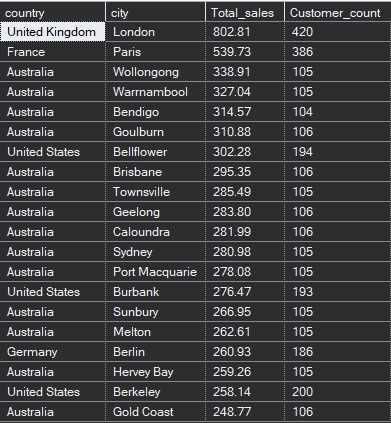 country city Total_sales Customer_count
United Kingdom London 802.81 420
France Paris 539.73 386
Australia Wollongong 338.91 105
Australia Warnambool 327.04 105
Australia Bendigo 314.57 104
Australia Goulburn 310.88 106
United States Bellflower 302.28 194
Australia Brisbane 295.35 106
Australia Townsville 285.49 105
Australia Geelong 283.80 106
Australia Caloundra 281.99 106
Australia Sydney 280.98 105
Australia Port Macquarie 278.08 105
United States Burbank 276.47 193
Australia Sunbury 266.95 105
Australia Melton 262.61 105
Germany Berlin 260.93 186
Australia Hervey Bay 259.26 105
United States Berkeley 258.14 200
Australia Gold Coast 248.77 106